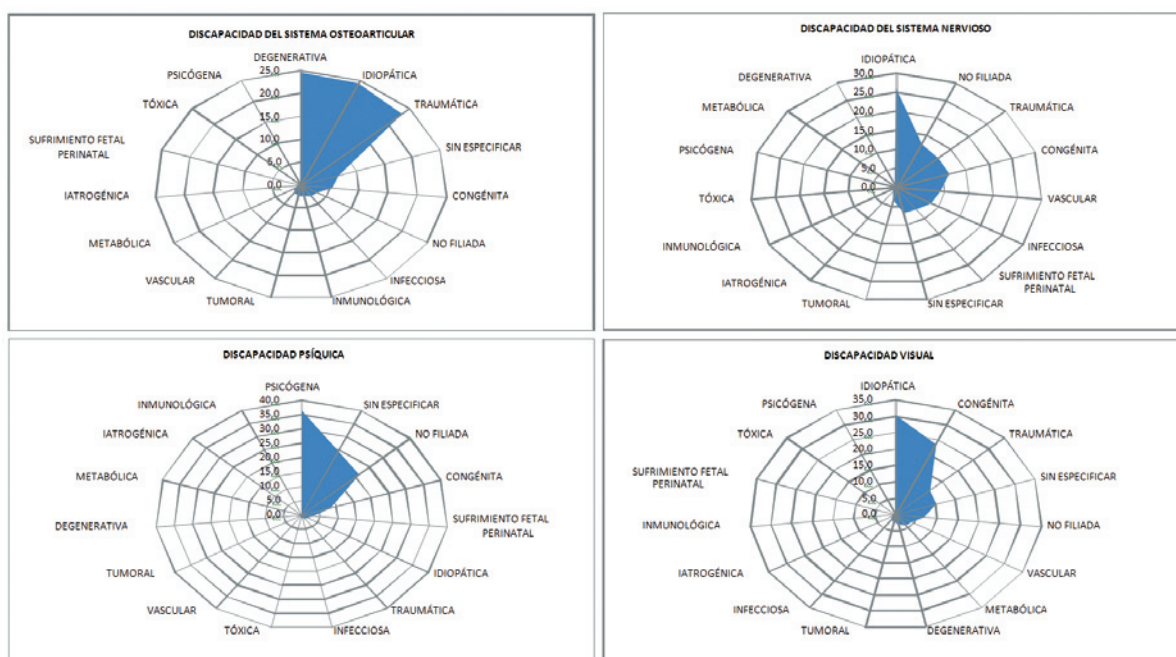 DISCAPACIDAD DEL SISTEMA OSTEOARTICULAR
DEGENERATIVA
IDIOPÁTICA
TRAUMÁTICA
SIN ESPECIFICAR
CONGÉNITA
NO FILIADA
INFECCIOSA
INMUNOLÓGICA
TUMORAL
VASCULAR
METABÓLICA
IATROGÉNICA
SUFRIMIENTO FETAL
PERINATAL
TÓXICA
PSICÓGENA
25,0
20,0
15,0
10,0
5,0
0,0
DISCAPACIDAD DEL SISTEMA NERVIOSO
IDIOPÁTICA
NO FILIADA
TRAUMÁTICA
CONGÉNITA
VASCULAR
INFECCIOSA
SUFRIMIENTO FETAL
PERINATAL
SIN ESPECIFICAR
TUMORAL
IATROGÉNICA
INMUNOLÓGICA
TÓXICA
PSICÓGENA
METABÓLICA
DEGENERATIVA
30,0
25,0
20,0
15,0
10,0
5,0
0,0
DISCAPACIDAD PSÍQUICA
PSICÓGENA
SIN ESPECIFICAR
NO FILIADA
CONGÉNITA
SUFRIMIENTO FETAL
PERINATAL
IDIOPÁTICA
TRAUMÁTICA
INFECCIOSA
TÓXICA
VASCULAR
TUMORAL
DEGENERATIVA
METABÓLICA
IATROGÉNICA
INMUNOLÓGICA
40,0
35,0
30,0
25,0
20,0
15,0
10,0
5,0
0,0
DISCAPACIDAD VISUAL
IDIOPÁTICA
CONGÉNITA
TRAUMÁTICA
SIN ESPECIFICAR
NO FILIADA
VASCULAR
METABÓLICA
DEGENERATIVA
TUMORAL
INFECCIOSA
IATROGÉNICA
INMUNOLÓGICA
SUFRIMIENTO FETAL
PERINATAL
TÓXICA
PSICÓGENA
35,0
30,0
25,0
20,0
15,0
10,0
5,0
0,0